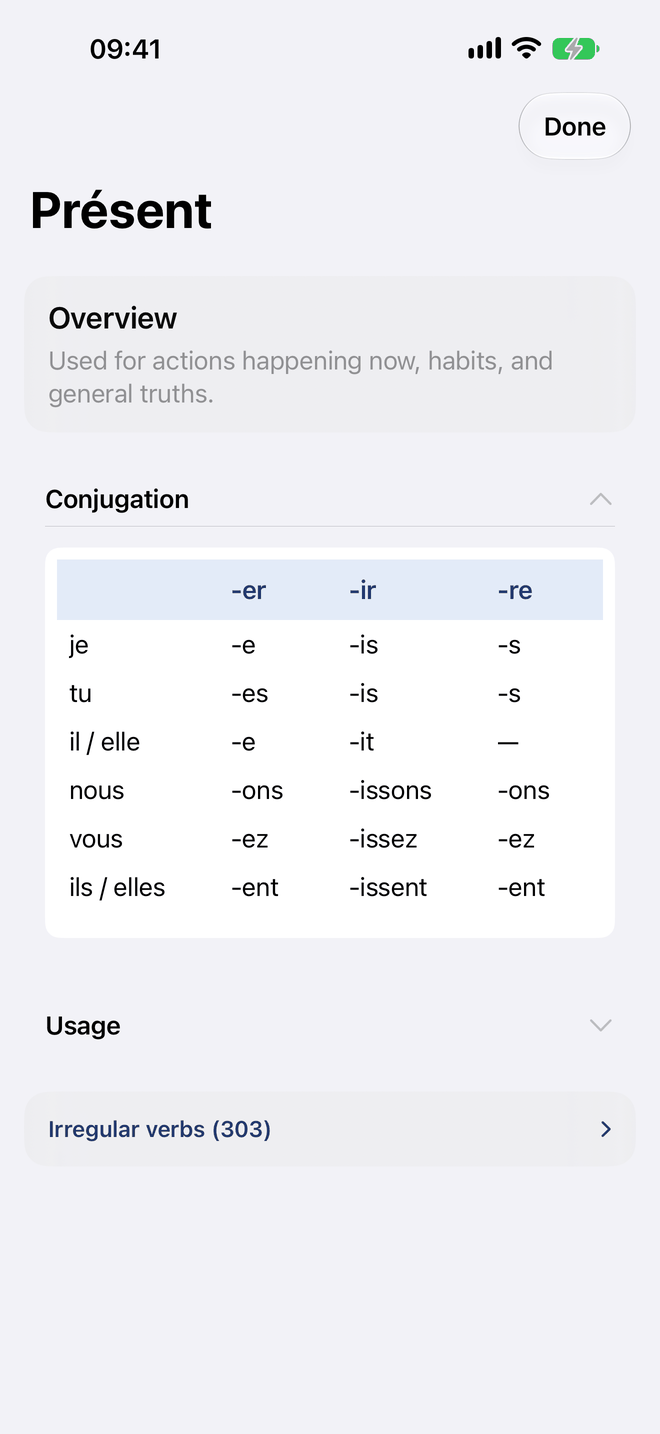 09:41
Done
Présent
Overview
Used for actions happening now, habits, and
general truths.
Conjugation
-er -ir -re
je -e -is -s
tu -es -is -s
il / elle -e -it —
nous -ons -issons -ons
vous -ez -issez -ez
ils / elles -ent -issent -ent
Usage
Irregular verbs (303)